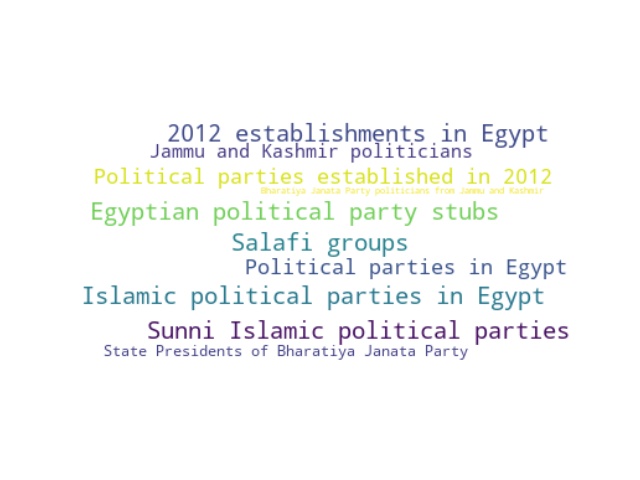 2012 establishments in Egypt
Jammu and Kashmir politicians
Political parties established in 2012
Bharatiya Janata Party politicians from Jammu and Kashmir
Egyptian political party stubs
Salafi groups
Political parties in Egypt
Islamic political parties in Egypt
Sunni Islamic political parties
State Presidents of Bharatiya Janata Party